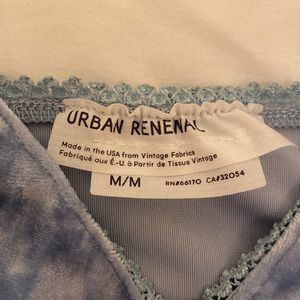 URBAN RENEWAL
Made in the USA from Vintage Fabrics
Fabriqué aux É.-U. à Partir de Tissus Vintage
M/M
RN#66170 CA#32054